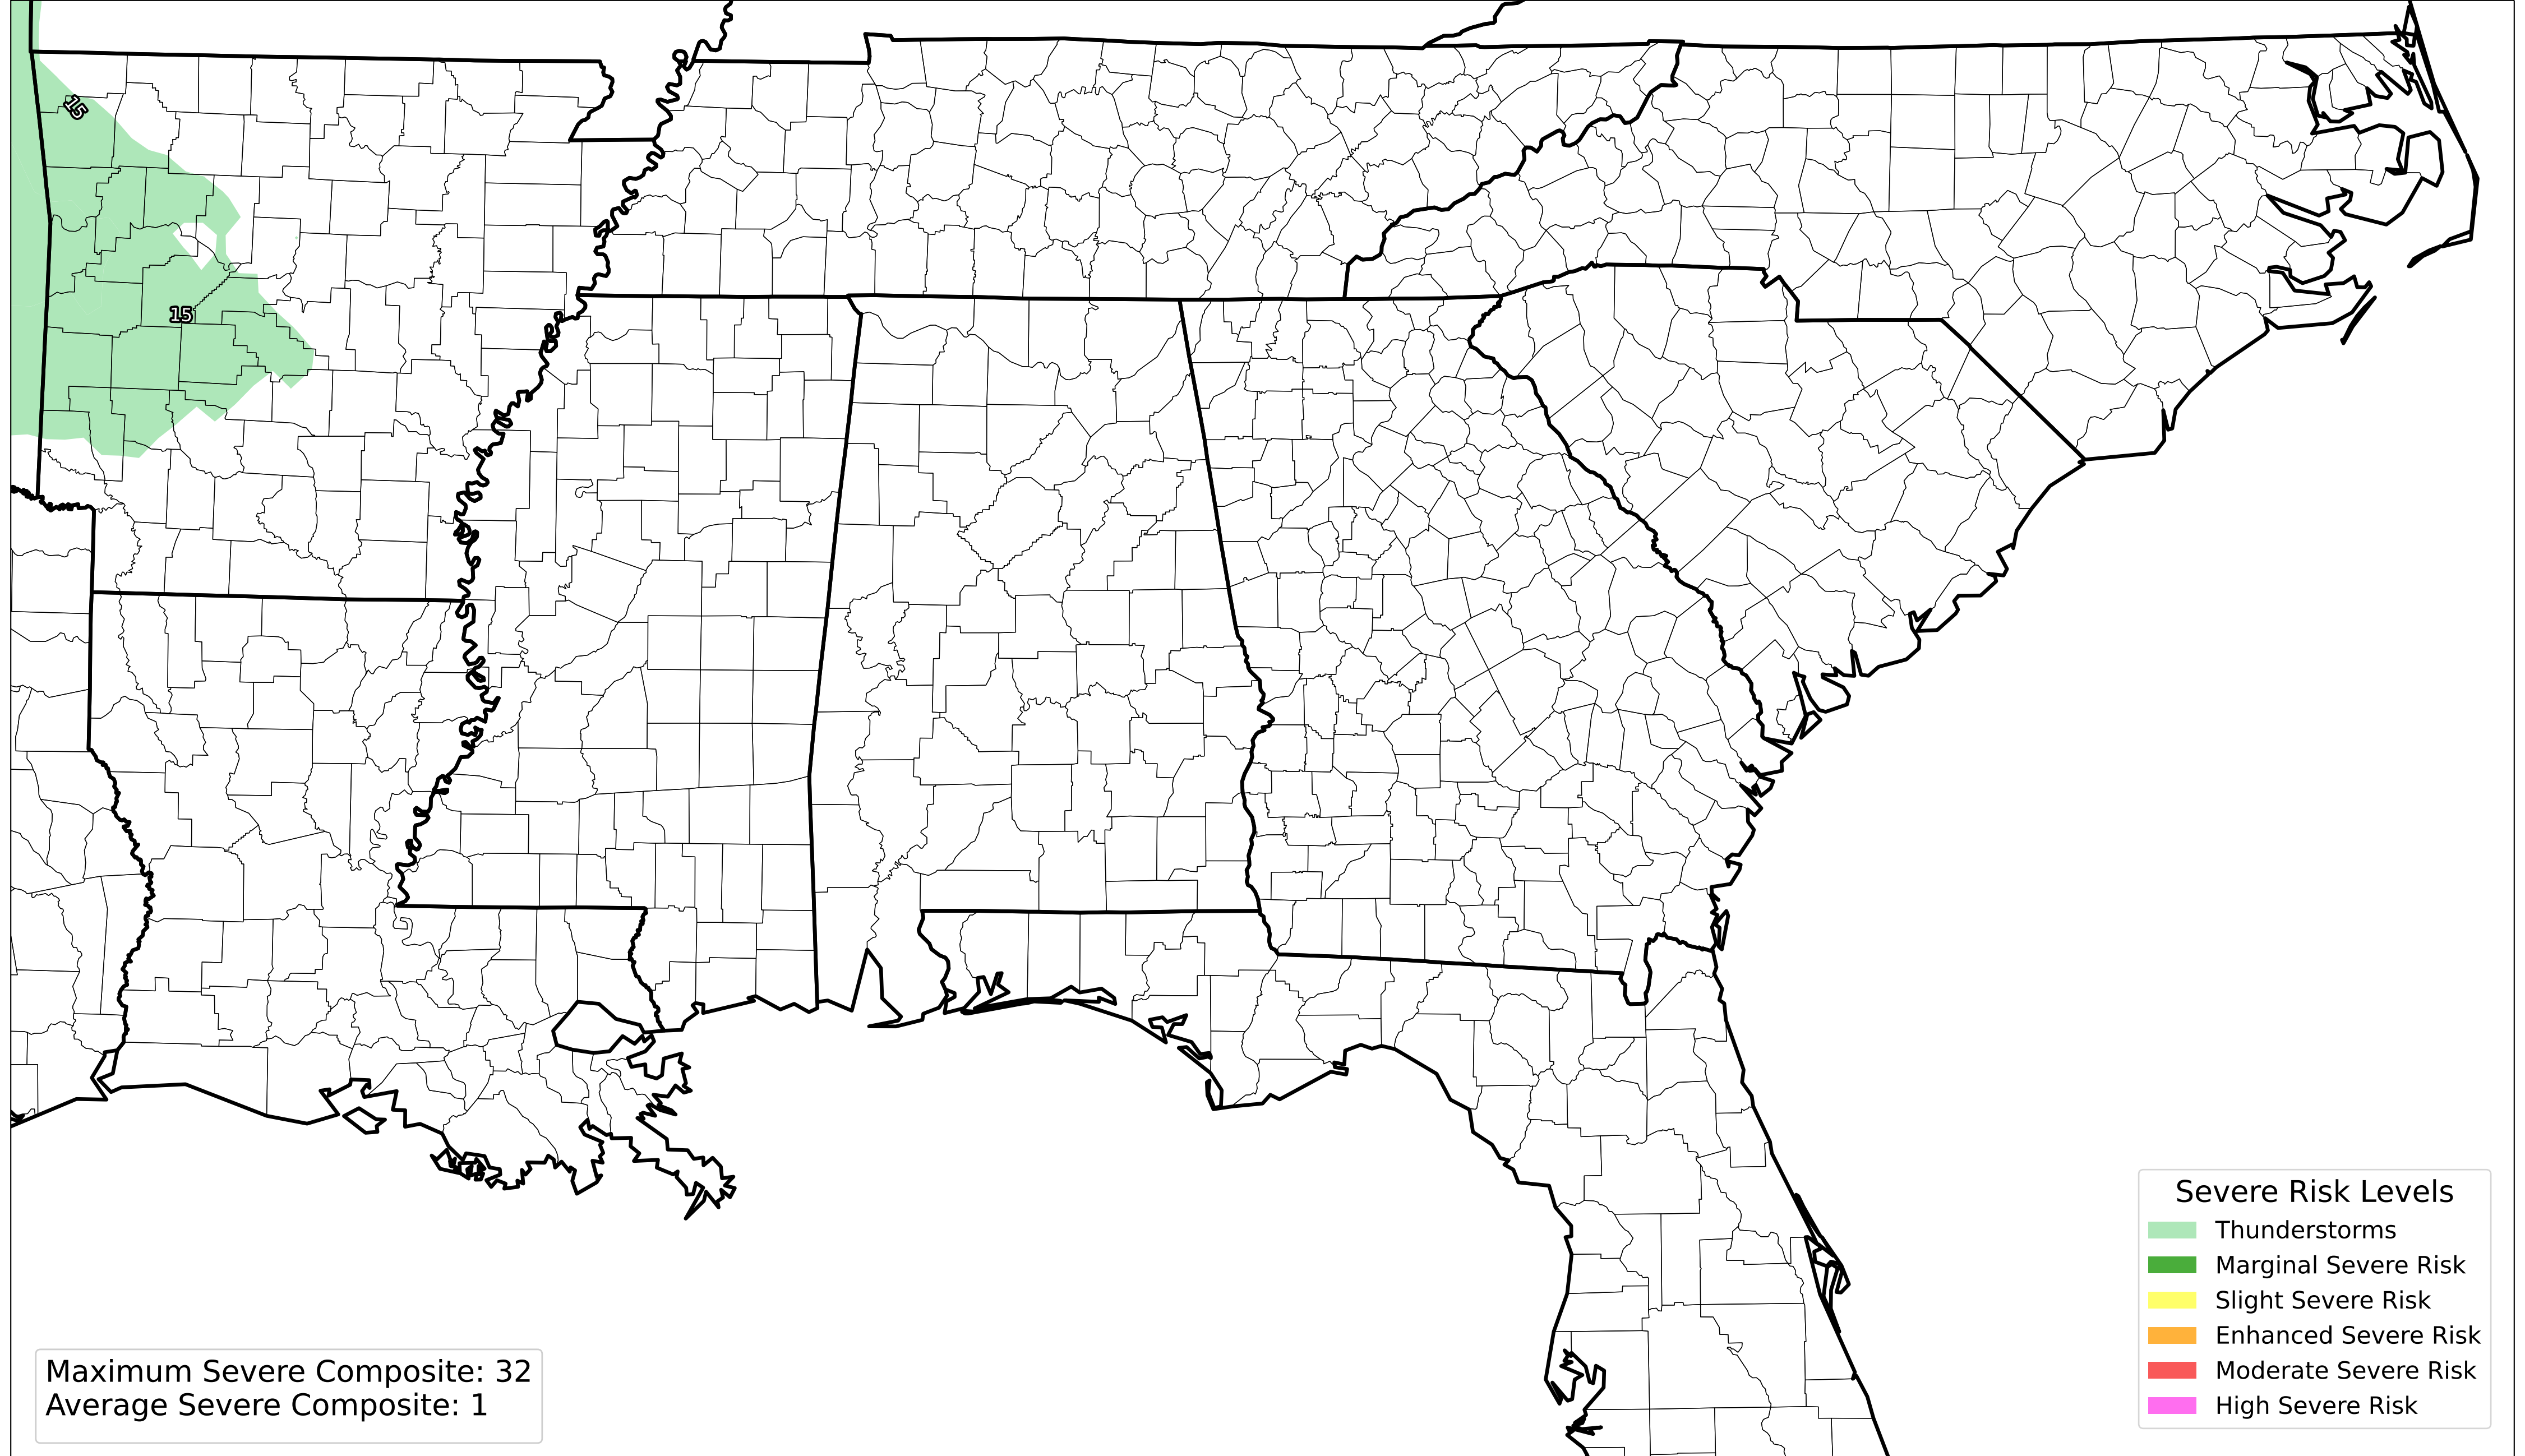 15
15
Severe Risk Levels
Thunderstorms
Marginal Severe Risk
Slight Severe Risk
Enhanced Severe Risk
Moderate Severe Risk
High Severe Risk
Maximum Severe Composite: 32
Average Severe Composite: 1